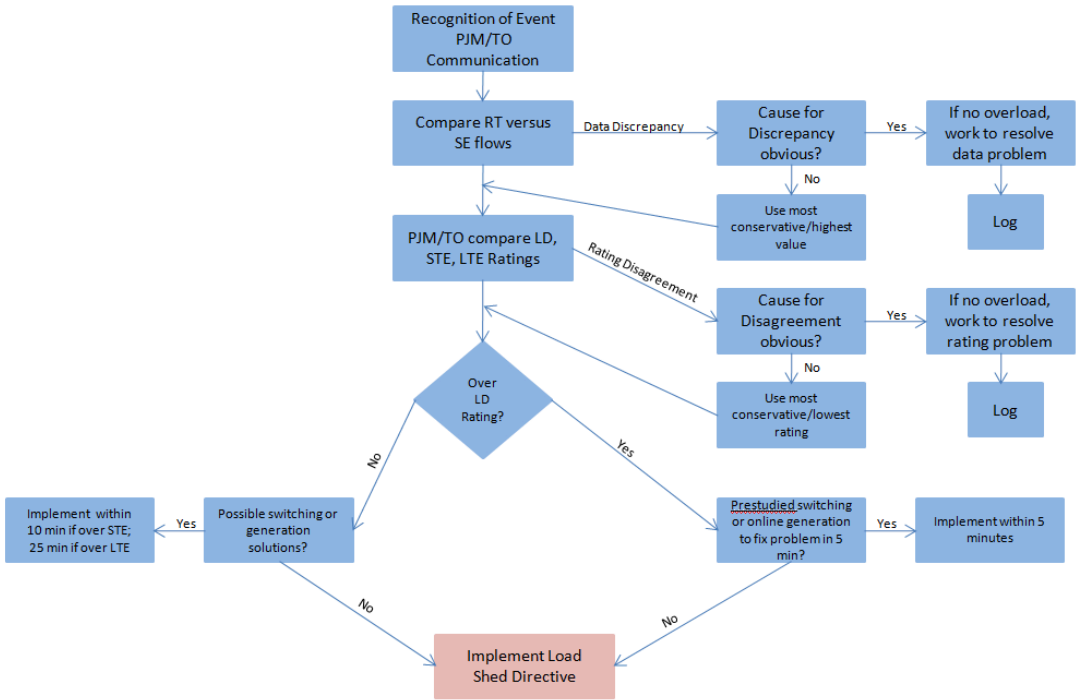 Recognition of Event
PJM/TO
Communication
Compare RT versus
SE flows
Data Discrepancy
Cause for
Discrepancy
obvious?
Yes
If no overload,
work to resolve
data problem
No
Use most
conservative/highest
value
Log
PJM/TO compare LD,
STE, LTE Ratings
Rating Disagreement
Cause for
Disagreement
obvious?
Yes
If no overload,
work to resolve
rating problem
No
Use most
conservative/lowest
rating
Log
Over
LD
Rating?
No
Yes
Implement within
10 min if over STE;
25 min if over LTE
Yes
Possible switching or
generation
solutions?
Prestudied switching
or online generation
to fix problem in 5
min?
Yes
Implement within 5
minutes
No
No
Implement Load
Shed Directive